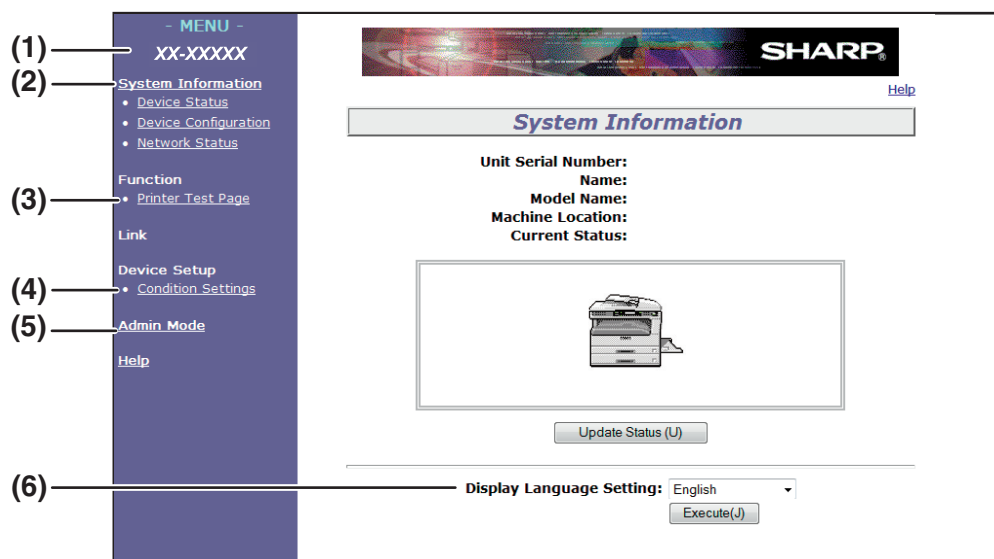 - MENU -
(1) XX-XXXXX
(2) System Information
• Device Status
• Device Configuration
• Network Status
Function
(3) • Printer Test Page
Link
Device Setup
(4) • Condition Settings
(5) Admin Mode
Help
SHARP®
Help
System Information
Unit Serial Number:
Name:
Model Name:
Machine Location:
Current Status:
Update Status (U)
(6) Display Language Setting: English
Execute(J)